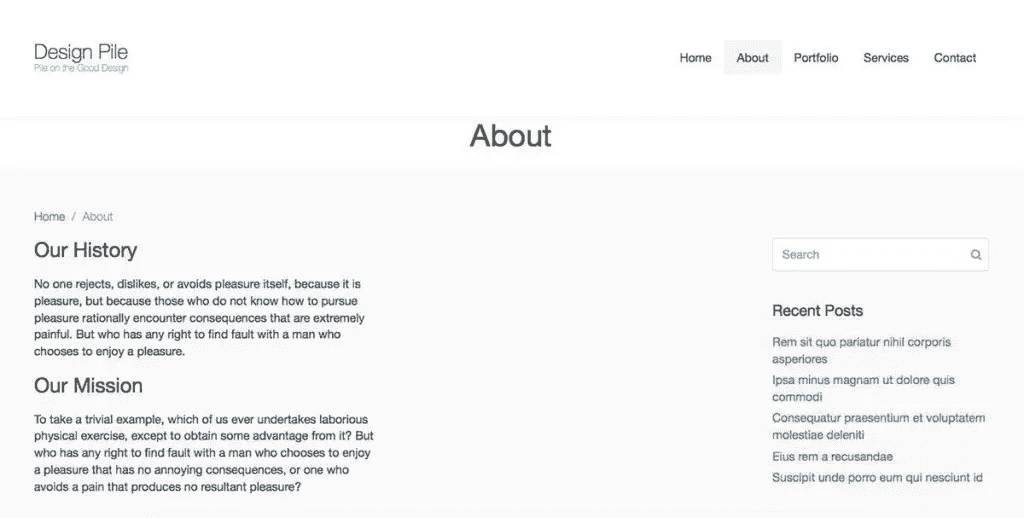 Design Pile
Pile on the Good Design
Home About Portfolio Services Contact
About
Home / About
Our History
No one rejects, dislikes, or avoids pleasure itself, because it is
pleasure, but because those who do not know how to pursue
pleasure rationally encounter consequences that are extremely
painful. But who has any right to find fault with a man who
chooses to enjoy a pleasure.
Our Mission
To take a trivial example, which of us ever undertakes laborious
physical exercise, except to obtain some advantage from it? But
who has any right to find fault with a man who chooses to enjoy
a pleasure that has no annoying consequences, or one who
avoids a pain that produces no resultant pleasure?
Search
Recent Posts
Rem sit quo pariatur nihil corporis
asperiores
Ipsa minus magnam ut dolore quis
commodi
Consequatur praesentium et voluptatem
molestiae deleniti
Eius rem a recusandae
Suscipit unde porro eum qui nesciunt id